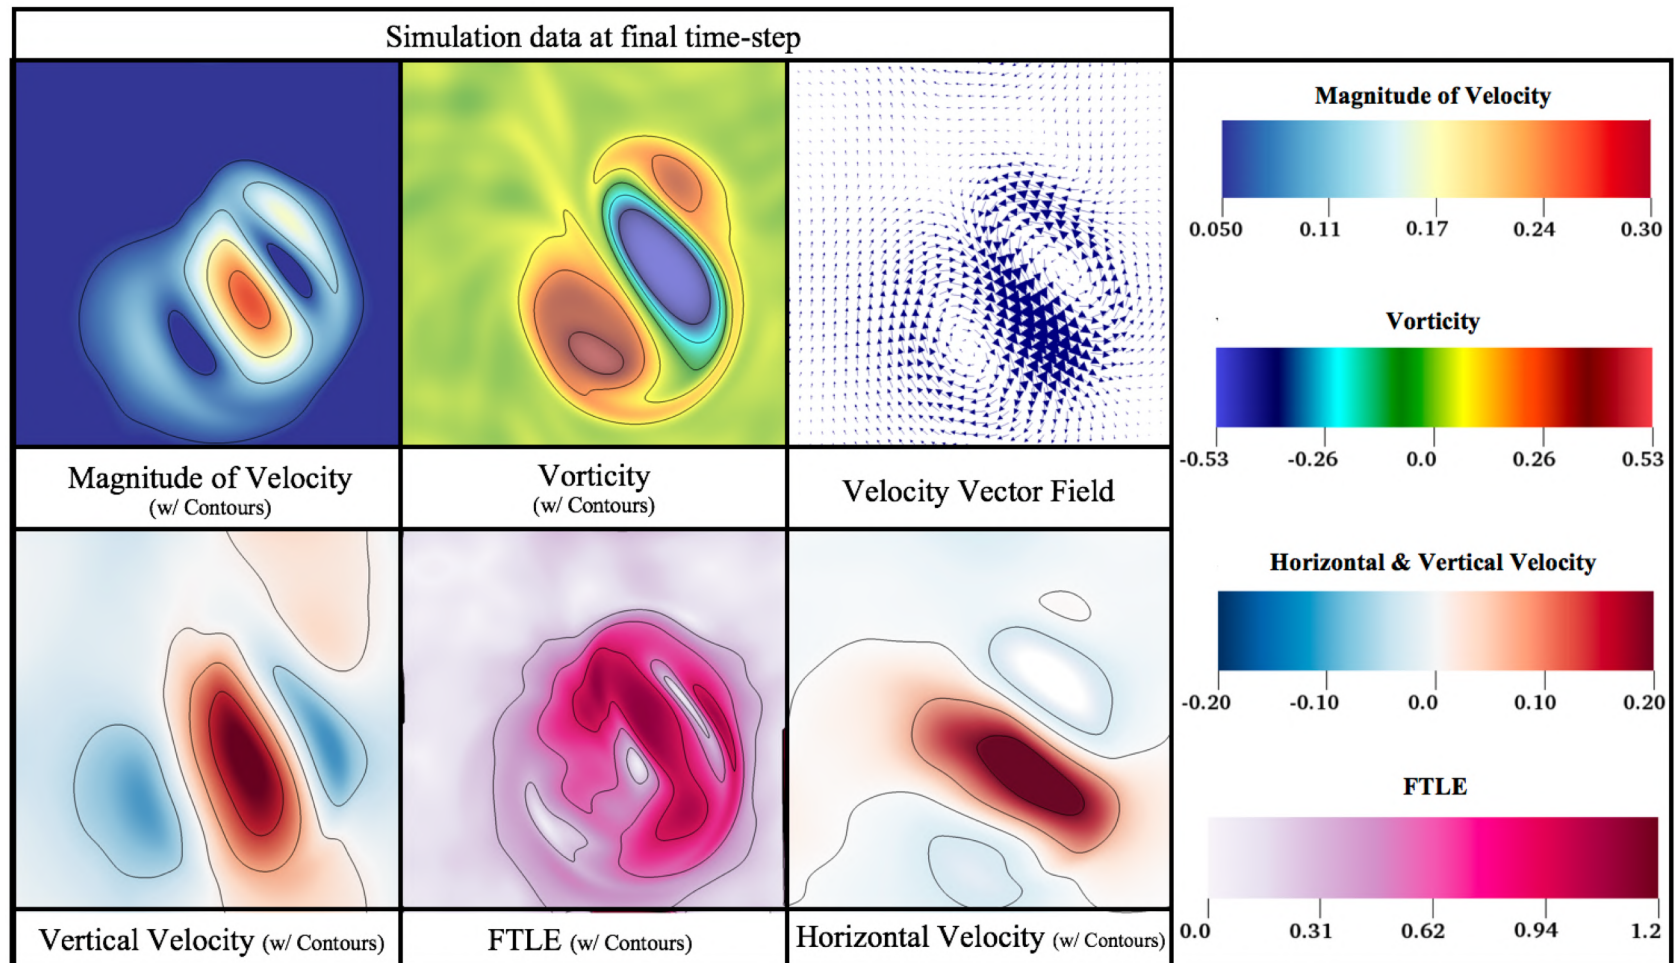 Simulation data at final time-step
Magnitude of Velocity
(w/ Contours)
Vorticity
(w/ Contours)
Velocity Vector Field
Vertical Velocity (w/ Contours)
FTLE (w/ Contours)
Horizontal Velocity (w/ Contours)
Magnitude of Velocity
0.050 0.11 0.17 0.24 0.30
Vorticity
-0.53 -0.26 0.0 0.26 0.53
Horizontal & Vertical Velocity
-0.20 -0.10 0.0 0.10 0.20
FTLE
0.0 0.31 0.62 0.94 1.2